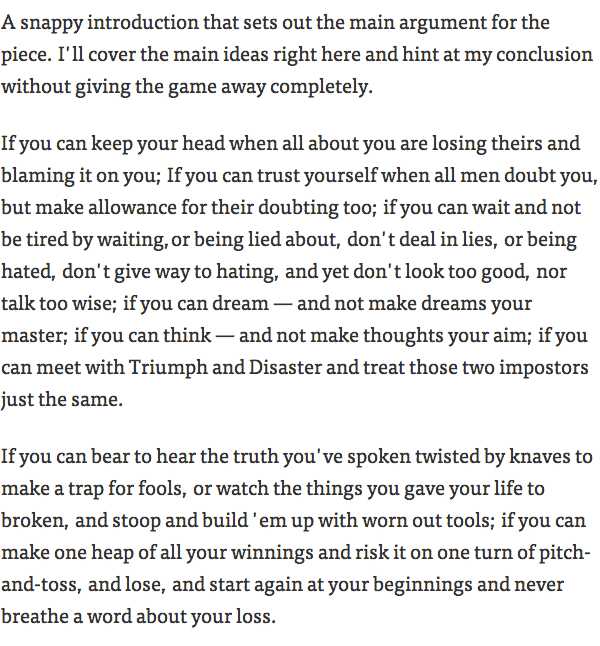 A snappy introduction that sets out the main argument for the
piece. I'll cover the main ideas right here and hint at my conclusion
without giving the game away completely.
If you can keep your head when all about you are losing theirs and
blaming it on you; If you can trust yourself when all men doubt you,
but make allowance for their doubting too; if you can wait and not
be tired by waiting, or being lied about, don't deal in lies, or being
hated, don't give way to hating, and yet don't look too good, nor
talk too wise; if you can dream — and not make dreams your
master; if you can think — and not make thoughts your aim; if you
can meet with Triumph and Disaster and treat those two impostors
just the same.
If you can bear to hear the truth you've spoken twisted by knaves to
make a trap for fools, or watch the things you gave your life to
broken, and stoop and build 'em up with worn out tools; if you can
make one heap of all your winnings and risk it on one turn of pitch-
and-toss, and lose, and start again at your beginnings and never
breathe a word about your loss.